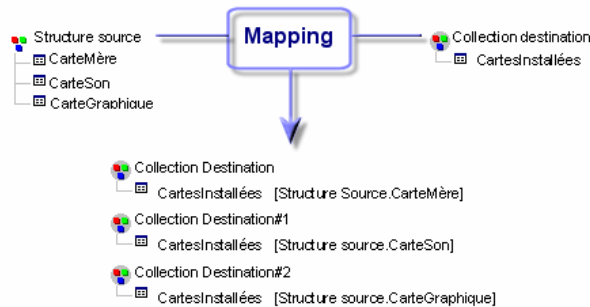 Structure source
CarteMère
CarteSon
CarteGraphique
Mapping
Collection destination
CartesInstallées
Collection Destination
CartesInstallées [Structure Source.CarteMère]
Collection Destination#1
CartesInstallées [Structure source.CarteSon]
Collection Destination#2
CartesInstallées [Structure source.CarteGraphique]